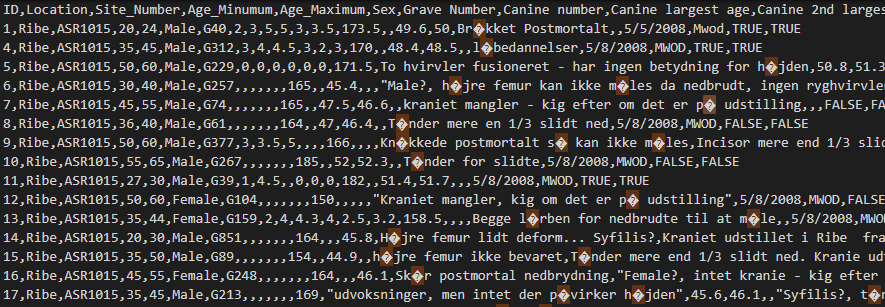 ID,Location,Site_Number,Age_Minumum,Age_Maximum,Sex,Grave Number,Canine number,Canine largest age,Canine 2nd larges
1,Ribe,ASR1015,20,24,Male,G40,2,3,5,5,3,3.5,173.5,,49.6,50,Br�kket Postmortalt,,5/5/2008,MWOD,TRUE,TRUE
4,Ribe,ASR1015,35,45,Male,G312,3,4,4.5,3,2,3,170,,48.4,48.5,,l�bedannelser,5/8/2008,MWOD,TRUE,TRUE
5,Ribe,ASR1015,50,60,Male,G229,0,0,0,0,0,0,171.5,To hvirvler fusioneret - har ingen betydning for h�jden,50.8,51.3
6,Ribe,ASR1015,30,40,Male,G257,,,,,,,165,,45.4,,,"Male?, h�jre femur kan ikke m�les da nedbrudt, ingen ryghvirvle
7,Ribe,ASR1015,45,55,Male,G74,,,,,,,165,,47.5,46.6,,kraniet mangler - kig efter om det er p� udstilling,,,FALSE,FAL
8,Ribe,ASR1015,36,40,Male,G61,,,,,,,164,,47,46.4,,T�nder mere en 1/3 slidt ned,5/8/2008,MWOD,FALSE,FALSE
9,Ribe,ASR1015,50,60,Male,G377,3,3.5,5,,,,166,,,,Kn�kkede postmortalt s� kan ikke m�les,Incisor mere end 1/3 slid
10,Ribe,ASR1015,55,65,Male,G267,,,,,,,185,,52,52.3,,T�nder for slidte,5/8/2008,MWOD,FALSE,FALSE
11,Ribe,ASR1015,27,30,Male,G39,1,4.5,,0,0,0,182,,51.4,51.7,,,5/8/2008,MWOD,TRUE,TRUE
12,Ribe,ASR1015,50,60,Female,G104,,,,,,,150,,,,,"Kraniet mangler, kig om det er p� udstilling",5/8/2008,MWOD,FALSE
13,Ribe,ASR1015,35,44,Female,G159,2,4,4.3,4,2.5,3.2,158.5,,,,Begge l�rben for nedbrudte til at m�le,,5/8/2008,MWO
14,Ribe,ASR1015,20,30,Male,G851,,,,,,,164,,,45.8,H�jre femur lidt deform... Syfilis?,Kraniet udstillet i Ribe  fra
15,Ribe,ASR1015,35,50,Male,G89,,,,,,,154,,44.9,,h�jre femur ikke bevaret,T�nder mere end 1/3 slidt ned. Kranie ud
16,Ribe,ASR1015,45,55,Female,G248,,,,,,,164,,,46.1,Sk�r postmortal nedbrydning,"Female?, intet kranie - kig efter
17,Ribe,ASR1015,35,45,Male,G213,,,,,,,169,"udvoksninger, men intet der p�virker h�jden",45.6,46.1,,"Syfilis?, t�